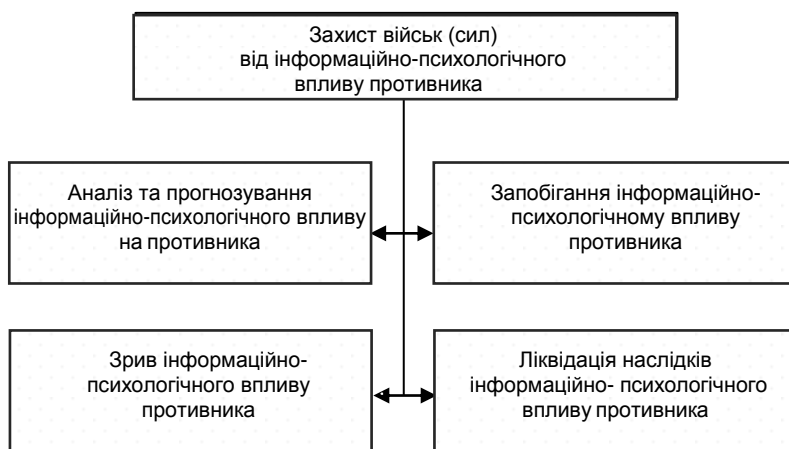 Захист військ (сил)
від інформаційно-психологічного
впливу противника
Аналіз та прогнозування
інформаційно-психологічного впливу
на противника
Запобігання інформаційно-
психологічному впливу
противника
Зрив інформаційно-
психологічного впливу
противника
Ліквідація наслідків
інформаційно- психологічного
впливу противника